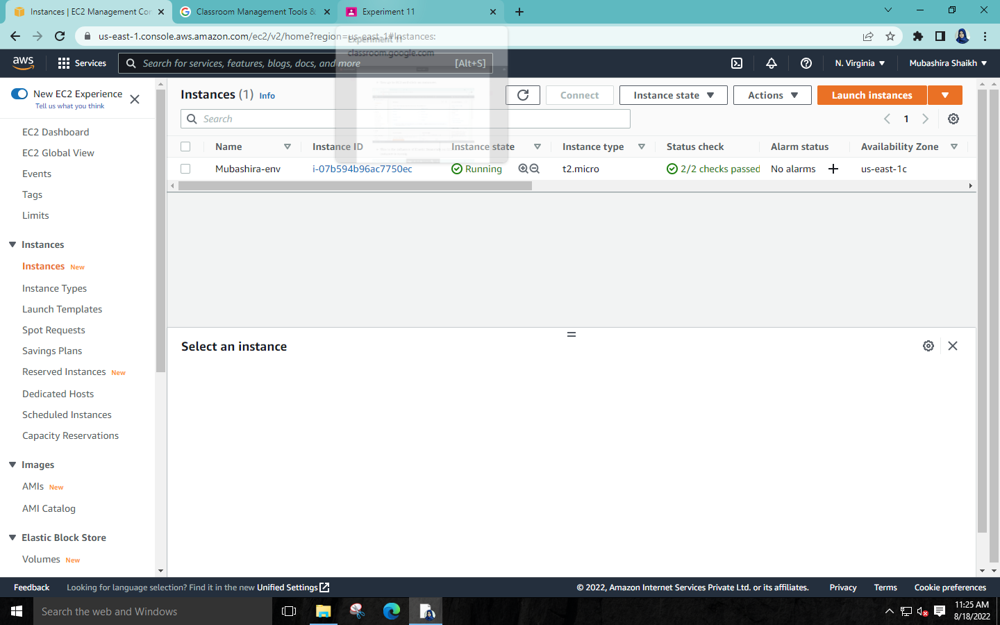 Instances | EC2 Management Con
Classroom Management Tools &
Experiment 11
us-east-1.console.aws.amazon.com/ec2/v2/home?region=us-east-1#Instances:
Experiment 11
classroom.google.com
aws
Services
Search for services, features, blogs, docs, and more
[Alt+S]
N. Virginia
Mubashira Shaikh
New EC2 Experience
Tell us what you think
EC2 Dashboard
EC2 Global View
Events
Tags
Limits
Instances
Instances New
Instance Types
Launch Templates
Spot Requests
Savings Plans
Reserved Instances New
Dedicated Hosts
Scheduled Instances
Capacity Reservations
Images
AMIs New
AMI Catalog
Elastic Block Store
Volumes New
Instances (1) Info
Connect
Instance state
Actions
Launch instances
Search
1
Name Instance ID Instance state Instance type Status check Alarm status Availability Zone
Mubashira-env i-07b594b96ac7750ec Running t2.micro 2/2 checks passed No alarms + us-east-1c
Select an instance
Feedback
Looking for language selection? Find it in the new Unified Settings
© 2022, Amazon Internet Services Private Ltd. or its affiliates.
Privacy
Terms
Cookie preferences
Search the web and Windows
11:25 AM
8/18/2022